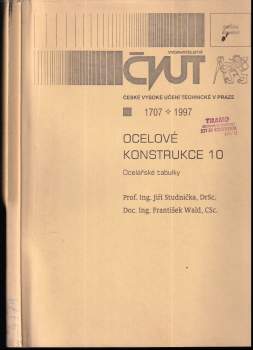 VYDAVATELSTVÍ
ČVUT
ČESKÉ VYSOKÉ UČENÍ TECHNICKÉ V PRAZE
1707 1997
TRAMO
OCELOVÉ
KONSTRUKCE 10
Ocelářské tabulky
Prof. Ing. Jiří Studnička, DrSc.
Doc. Ing. František Wald, CSc.